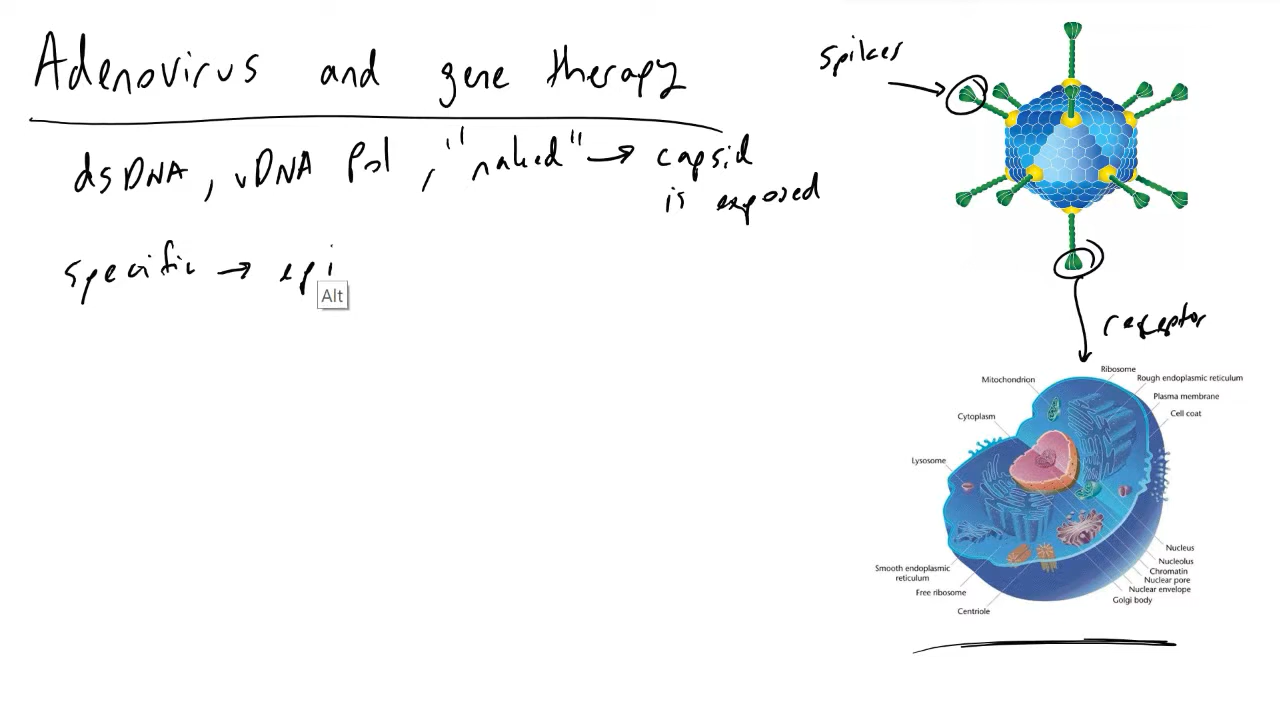 Adenovirus and gene therapy
dsDNA, vDNA Pol, "naked" → capsid
is exposed
specific → epi
Alt
spikes
receptor
Ribosome
Mitochondrion
Rough endoplasmic reticulum
Plasma membrane
Cytoplasm
Cell coat
Lysosome
Nucleus
Nucleolus
Smooth endoplasmic
reticulum
Chromatin
Nuclear pore
Free ribosome
Nuclear envelope
Golgi body
Centriole